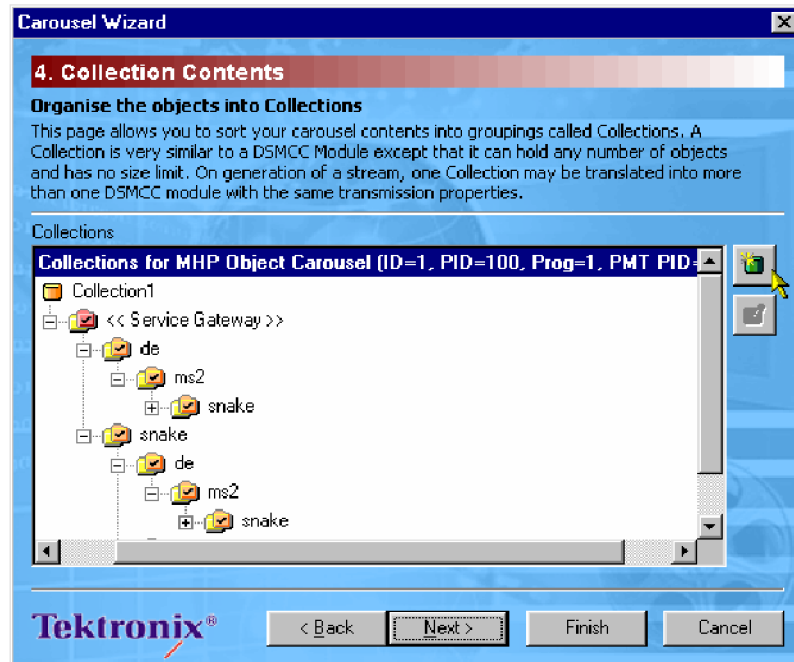 Carousel Wizard
4. Collection Contents
Organise the objects into Collections
This page allows you to sort your carousel contents into groupings called Collections. A
Collection is very similar to a DSMCC Module except that it can hold any number of objects
and has no size limit. On generation of a stream, one Collection may be translated into more
than one DSMCC module with the same transmission properties.
Collections
Collections for MHP Object Carousel (ID=1, PID=100, Prog=1, PMT PID=
Collection1
<< Service Gateway >>
de
ms2
snake
snake
de
ms2
snake
Tektronix®
< Back
Next >
Finish
Cancel